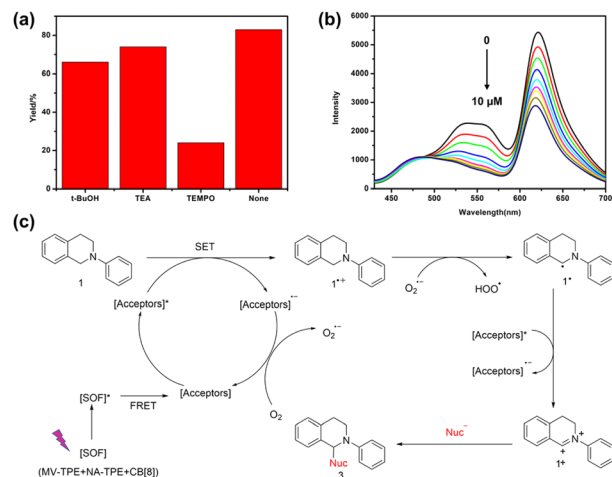 (a)
80
60
40
20
0
Yield/%
t-BuOH TEA TEMPO None
(b)
6000
5000
4000
3000
2000
1000
0
Intensity
0
10 μM
450 500 550 600 650 700
Wavelength(nm)
(c)
1
SET
[Acceptors]*
[Acceptors]•−
1•+
O2•−
HOO•
1•
[Acceptors]*
[Acceptors]•−
O2•−
[Acceptors]
O2
[SOF]*
FRET
[SOF]
(MV-TPE+NA-TPE+CB[8])
N
N
N
N
N
+
+
1+
Nuc−
Nuc
3